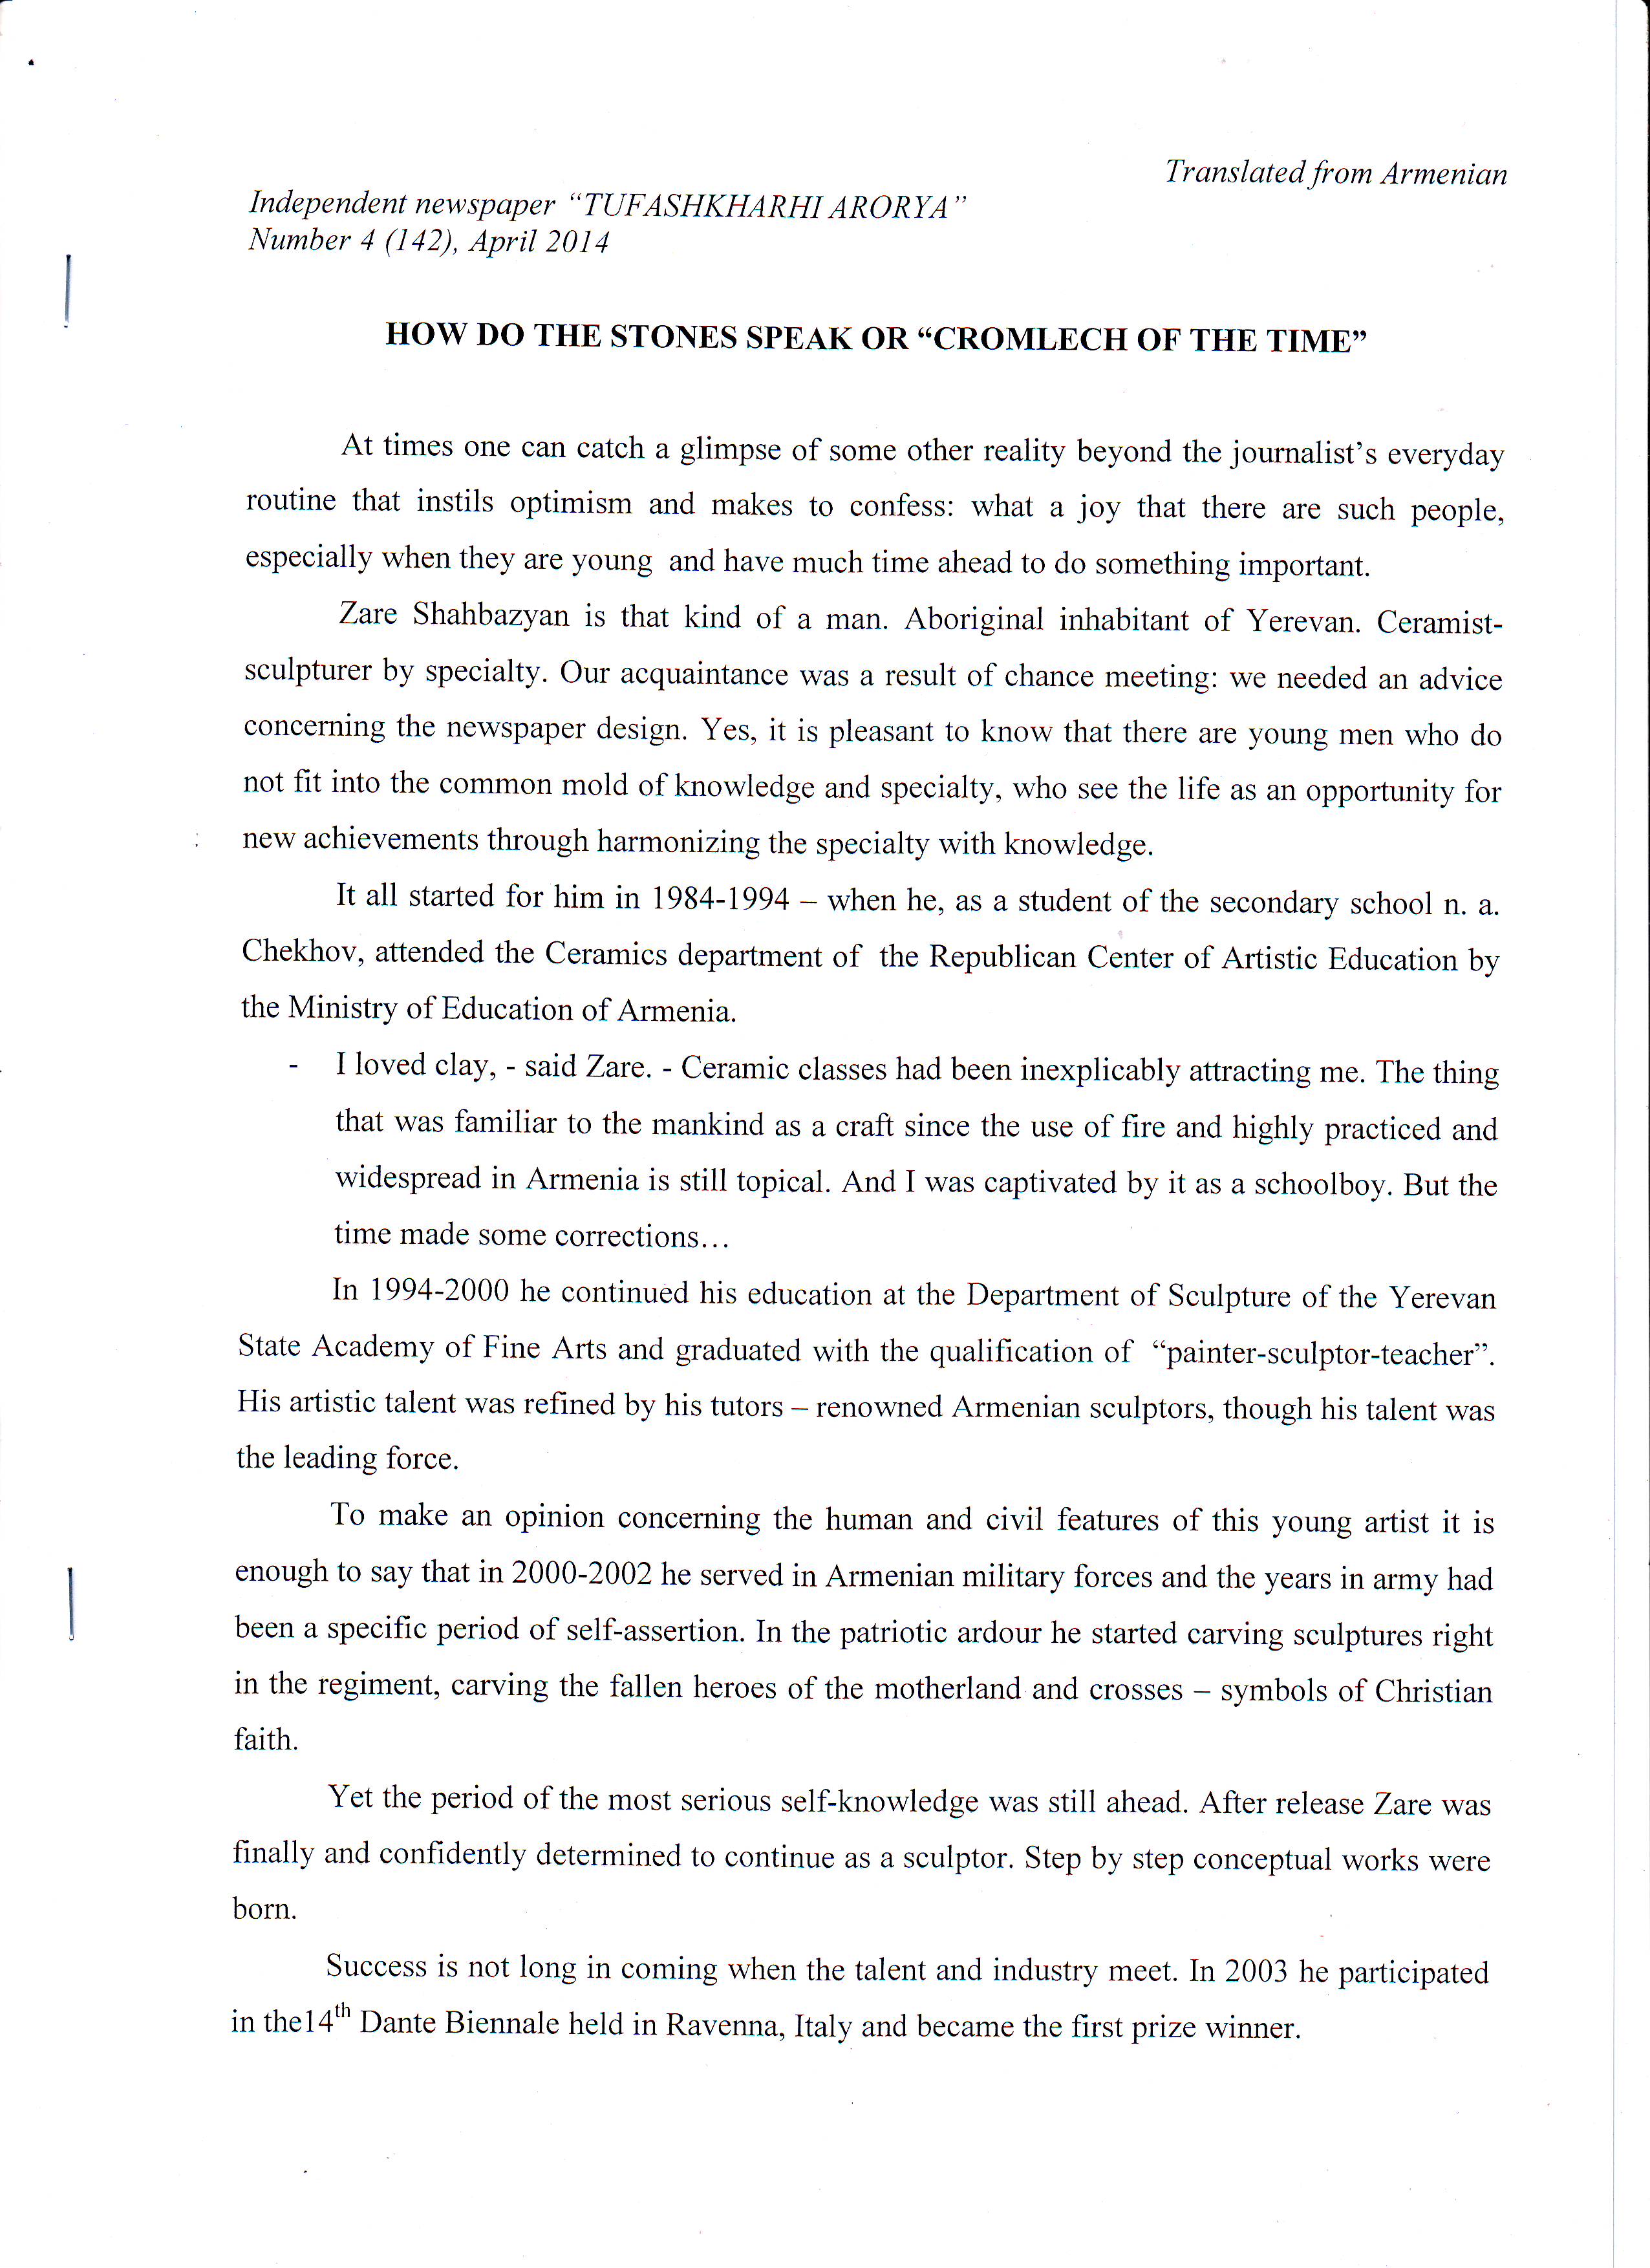 Translated from Armenian
Independent newspaper “TUFASHKHARHI ARORYA”
Number 4 (142), April 2014
HOW DO THE STONES SPEAK OR “CROMLECH OF THE TIME”
At times one can catch a glimpse of some other reality beyond the journalist’s everyday
routine that instils optimism and makes to confess: what a joy that there are such people,
especially when they are young and have much time ahead to do something important.
Zare Shahbazyan is that kind of a man. Aboriginal inhabitant of Yerevan. Ceramist-
sculpturer by specialty. Our acquaintance was a result of chance meeting: we needed an advice
concerning the newspaper design. Yes, it is pleasant to know that there are young men who do
not fit into the common mold of knowledge and specialty, who see the life as an opportunity for
new achievements through harmonizing the specialty with knowledge.
It all started for him in 1984-1994 – when he, as a student of the secondary school n. a.
Chekhov, attended the Ceramics department of the Republican Center of Artistic Education by
the Ministry of Education of Armenia.
- I loved clay, - said Zare. - Ceramic classes had been inexplicably attracting me. The thing
that was familiar to the mankind as a craft since the use of fire and highly practiced and
widespread in Armenia is still topical. And I was captivated by it as a schoolboy. But the
time made some corrections…
In 1994-2000 he continued his education at the Department of Sculpture of the Yerevan
State Academy of Fine Arts and graduated with the qualification of “painter-sculptor-teacher”.
His artistic talent was refined by his tutors – renowned Armenian sculptors, though his talent was
the leading force.
To make an opinion concerning the human and civil features of this young artist it is
enough to say that in 2000-2002 he served in Armenian military forces and the years in army had
been a specific period of self-assertion. In the patriotic ardour he started carving sculptures right
in the regiment, carving the fallen heroes of the motherland and crosses – symbols of Christian
faith.
Yet the period of the most serious self-knowledge was still ahead. After release Zare was
finally and confidently determined to continue as a sculptor. Step by step conceptual works were
born.
Success is not long in coming when the talent and industry meet. In 2003 he participated
in the14th Dante Biennale held in Ravenna, Italy and became the first prize winner.